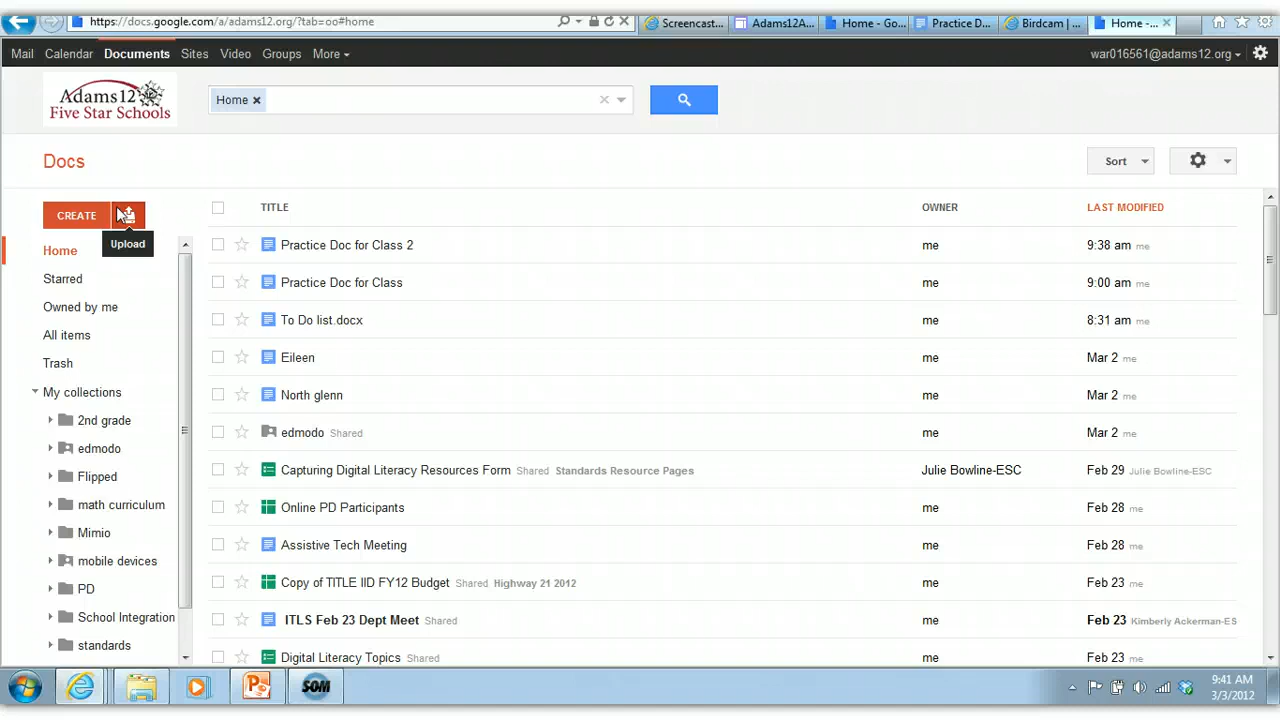 https://docs.google.com/a/adams12.org/?tab=oo#home
Screencast...
Adams12A...
Home - Go...
Practice D...
Birdcam | ...
Home -...
Mail Calendar Documents Sites Video Groups More
war016561@adams12.org
Adams12
Five Star Schools
Home
Docs
Sort
CREATE
Upload
TITLE OWNER LAST MODIFIED
Home
Starred
Owned by me
All items
Trash
My collections
2nd grade
edmodo
Flipped
math curriculum
Mimio
mobile devices
PD
School Integration
standards
Practice Doc for Class 2 me 9:38 am me
Practice Doc for Class me 9:00 am me
To Do list.docx me 8:31 am me
Eileen me Mar 2 me
North glenn me Mar 2 me
edmodo Shared me Mar 2 me
Capturing Digital Literacy Resources Form Shared Standards Resource Pages Julie Bowline-ESC Feb 29 Julie Bowline-ESC
Online PD Participants me Feb 28 me
Assistive Tech Meeting me Feb 28 me
Copy of TITLE IID FY12 Budget Shared Highway 21 2012 me Feb 23 me
ITLS Feb 23 Dept Meet Shared me Feb 23 Kimberly Ackerman-ES
Digital Literacy Topics Shared me Feb 23 me
SOM
9:41 AM
3/3/2012